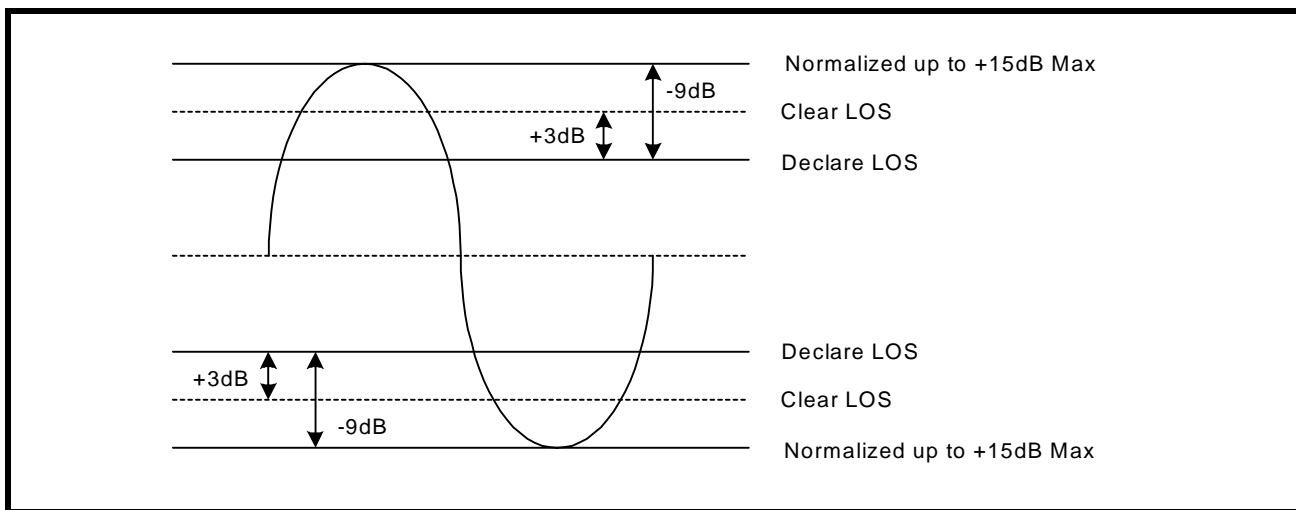 Normalized up to +15dB Max
-9dB
Clear LOS
+3dB
Declare LOS
Declare LOS
+3dB
Clear LOS
-9dB
Normalized up to +15dB Max